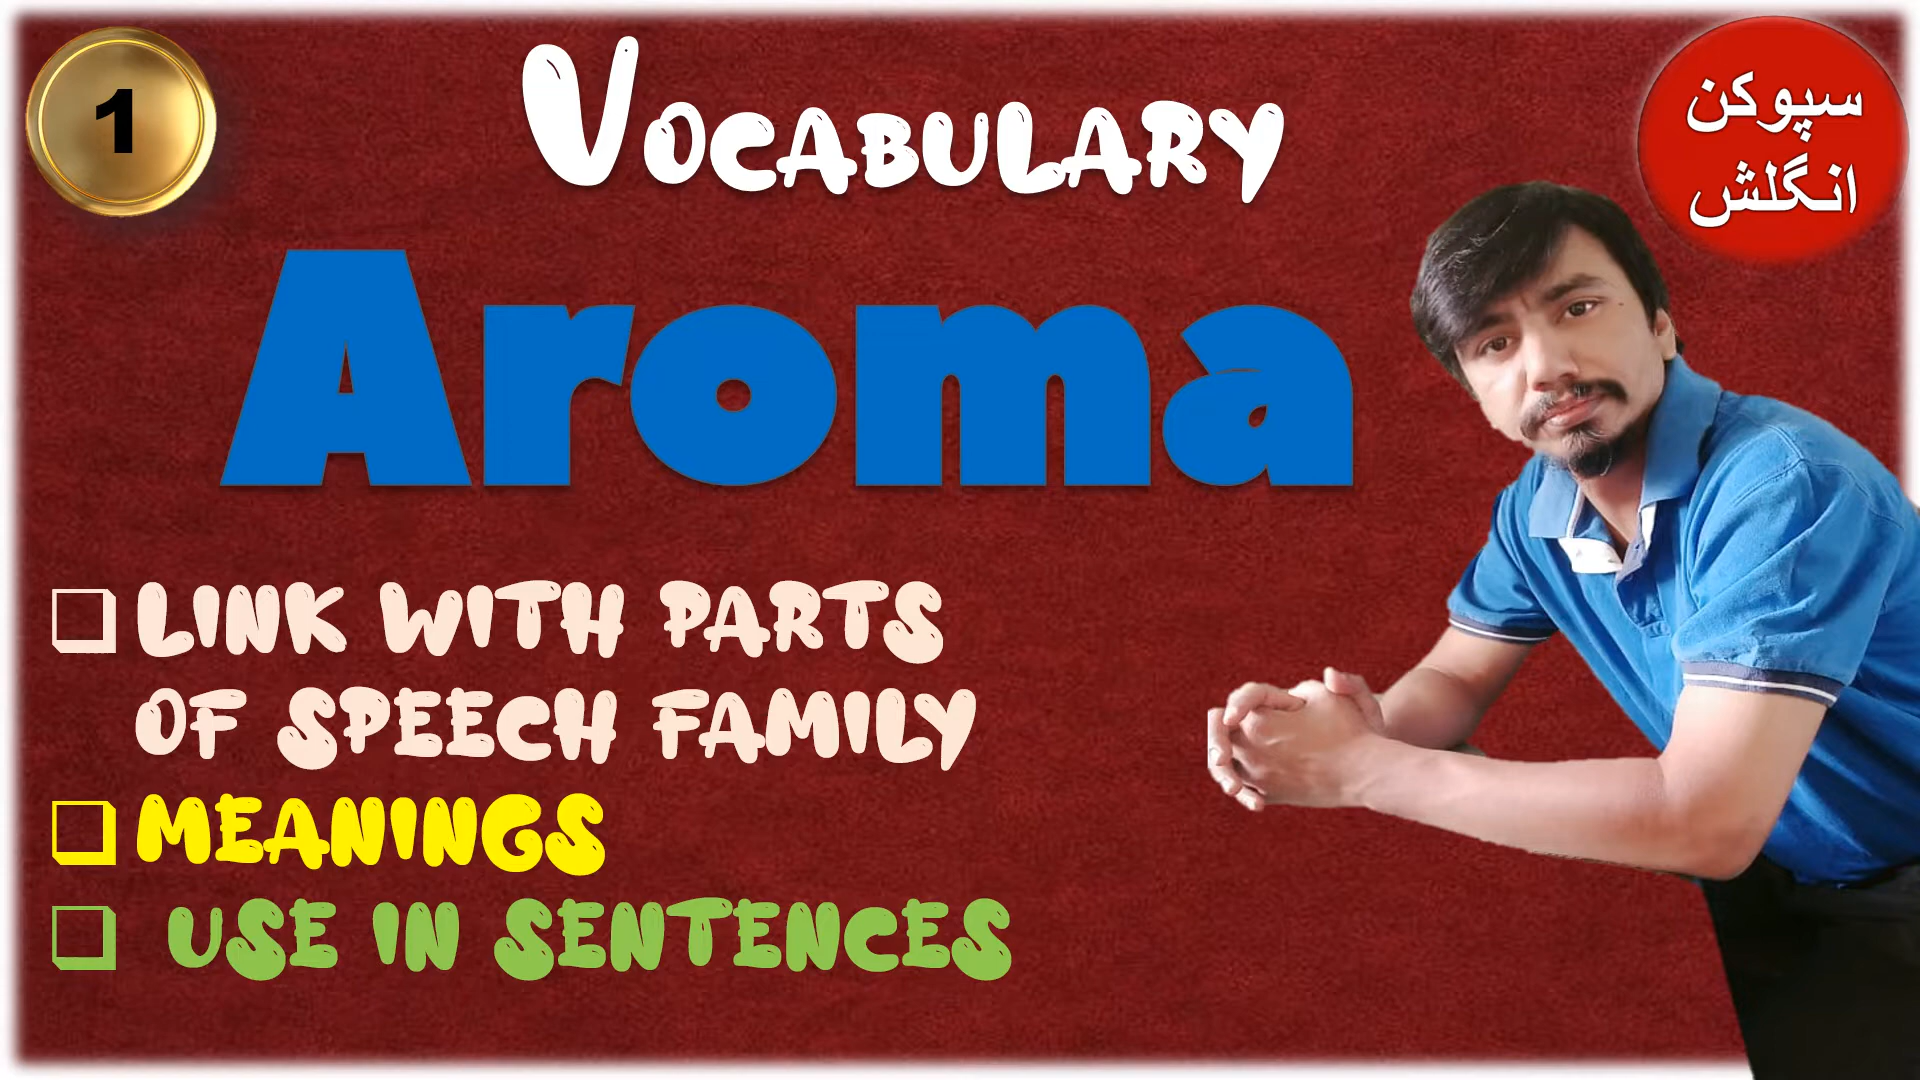 1
Vocabulary
سپوکن
انگلش
Aroma
LINK WITH PARTS
OF SPEECH FAMILY
MEANINGS
USE IN SENTENCES